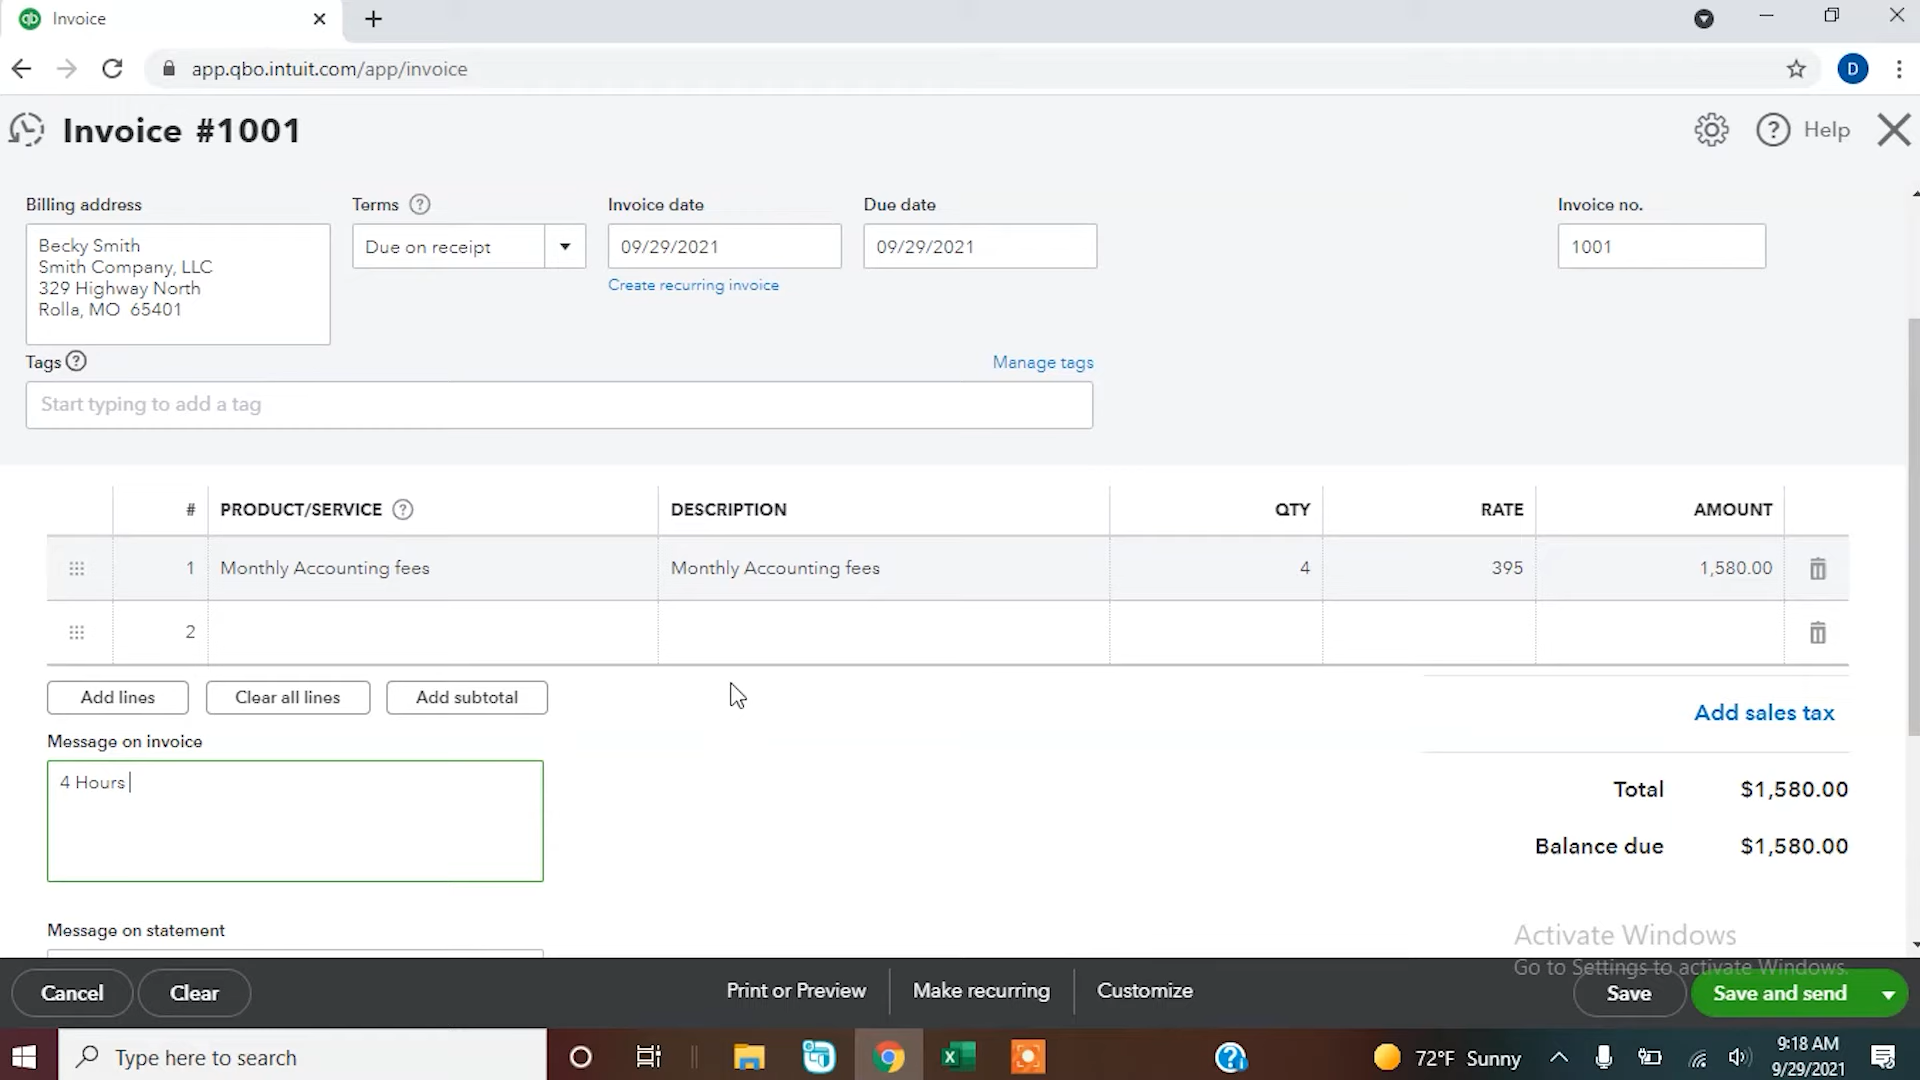 Invoice
app.qbo.intuit.com/app/invoice
D
Invoice #1001
Help
Billing address
Terms
Invoice date
Due date
Invoice no.
Becky Smith
Smith Company, LLC
329 Highway North
Rolla, MO 65401
Due on receipt
09/29/2021
09/29/2021
1001
Create recurring invoice
Tags
Manage tags
Start typing to add a tag
# PRODUCT/SERVICE DESCRIPTION QTY RATE AMOUNT
1 Monthly Accounting fees Monthly Accounting fees 4 395 1,580.00
2
Add lines
Clear all lines
Add subtotal
Add sales tax
Message on invoice
4 Hours
Total $1,580.00
Balance due $1,580.00
Message on statement
Activate Windows
Go to Settings to activate Windows.
Cancel
Clear
Print or Preview
Make recurring
Customize
Save
Save and send
Type here to search
72°F Sunny
9:18 AM
9/29/2021